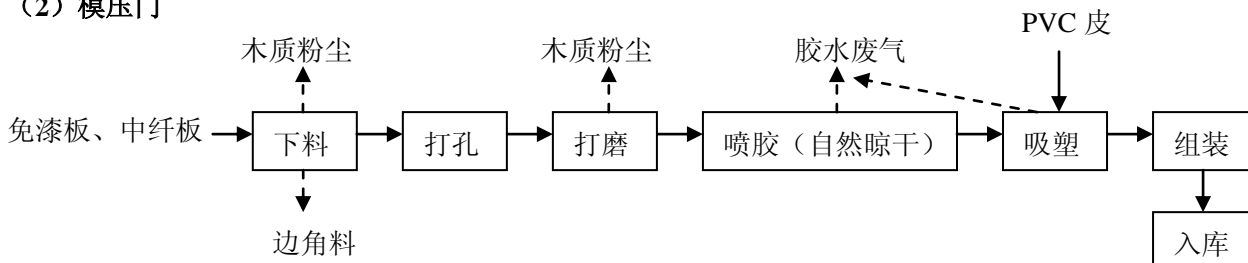 （2）模压门
PVC 皮
木质粉尘
木质粉尘
胶水废气
免漆板、中纤板
下料
打孔
打磨
喷胶（自然晾干）
吸塑
组装
边角料
入库